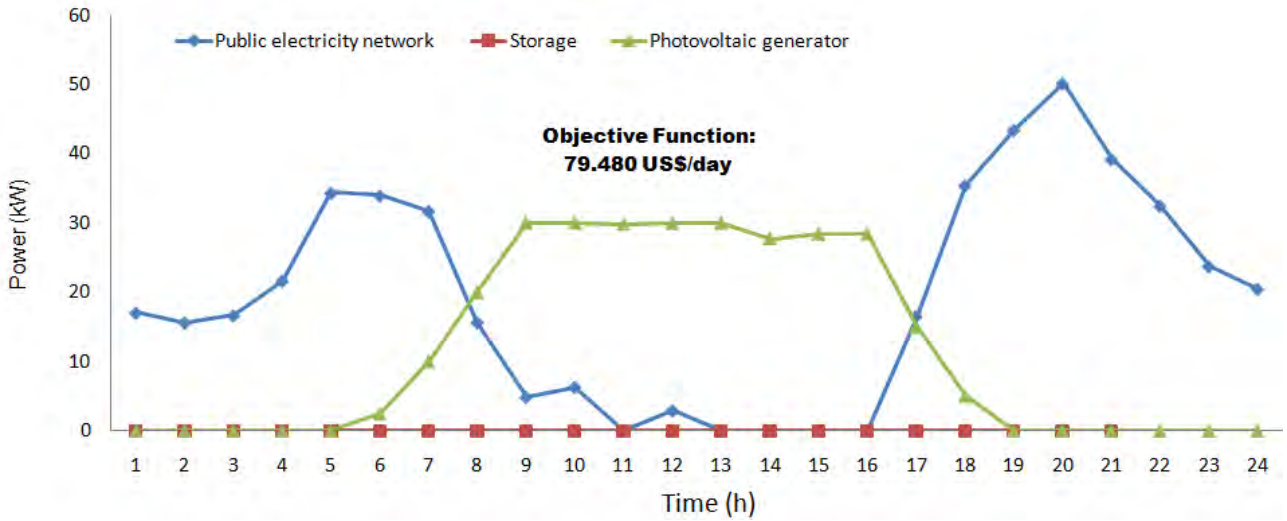 60
50
40
30
20
10
0
Power (kW)
Public electricity network Storage Photovoltaic generator
Objective Function:
79.480 US$/day
1 2 3 4 5 6 7 8 9 10 11 12 13 14 15 16 17 18 19 20 21 22 23 24
Time (h)